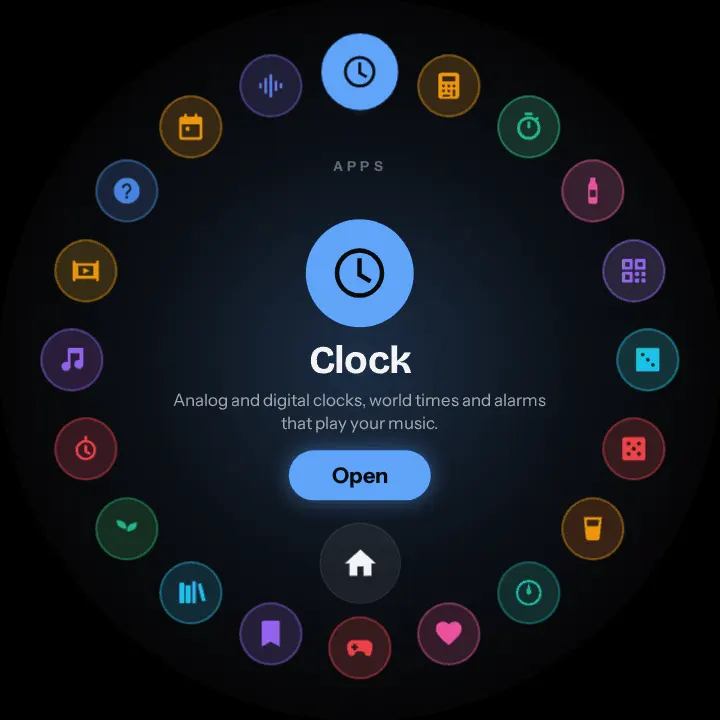 APPS
Clock
Analog and digital clocks, world times and alarms
that play your music.
Open